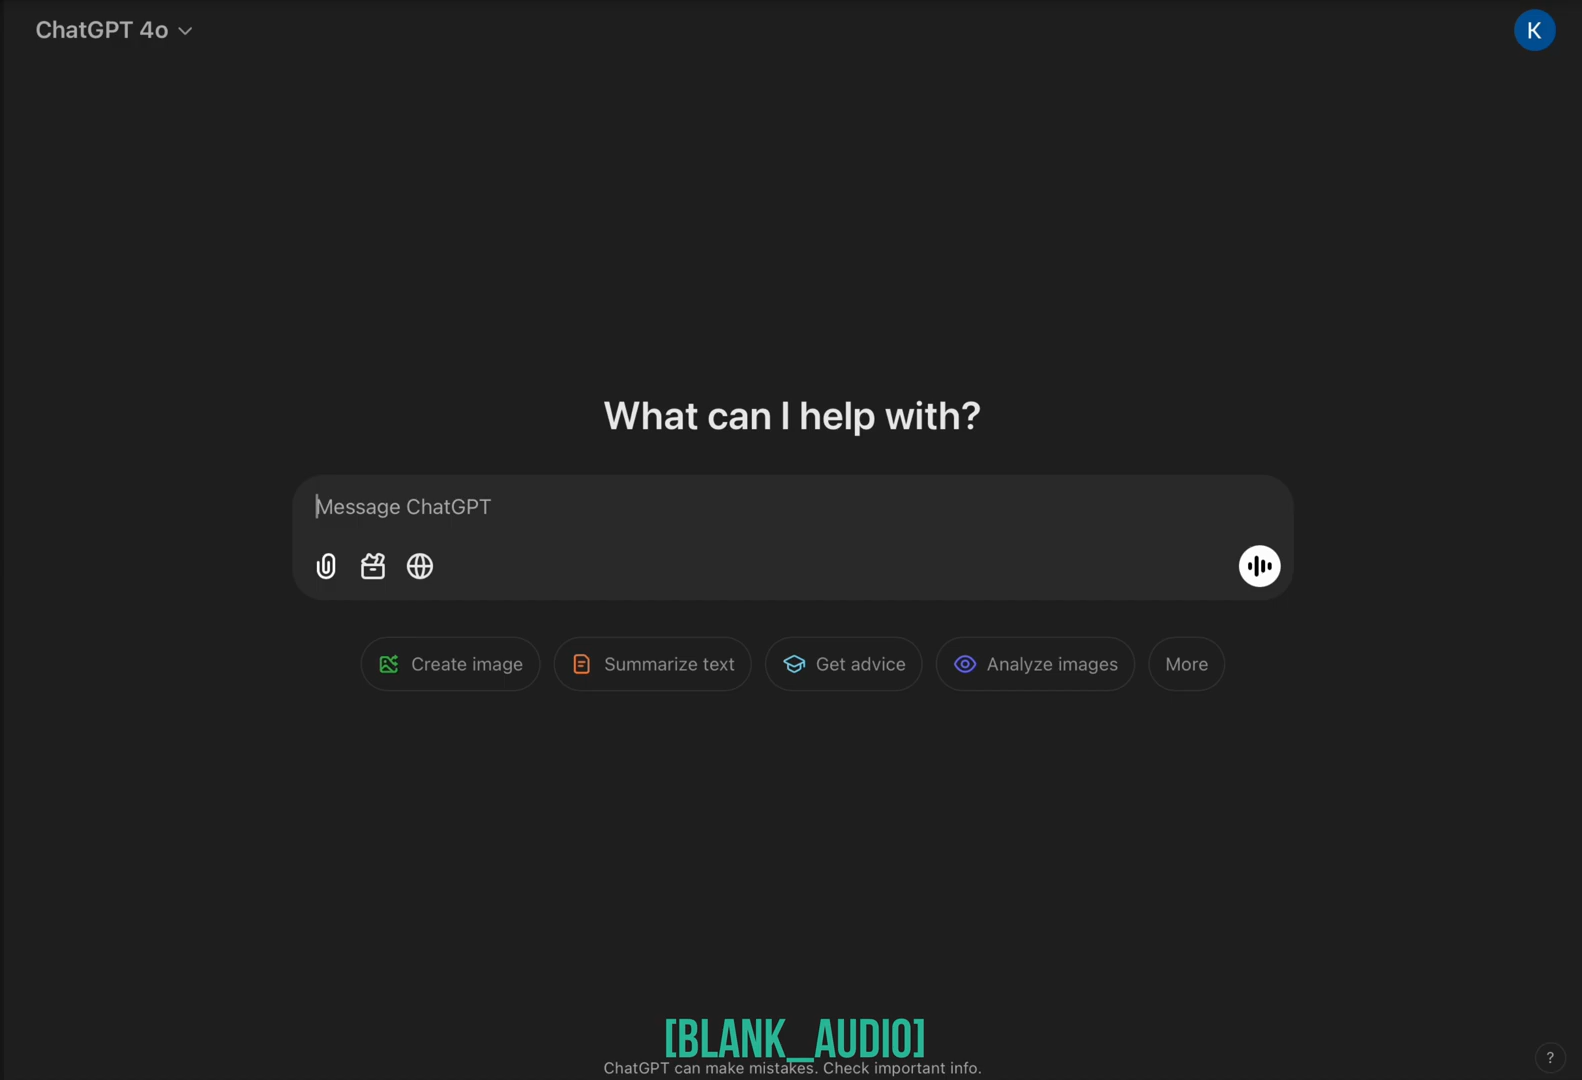 ChatGPT 4o
K
What can I help with?
Message ChatGPT
Create image
Summarize text
Get advice
Analyze images
More
[BLANK_AUDIO]
ChatGPT can make mistakes. Check important info.
?